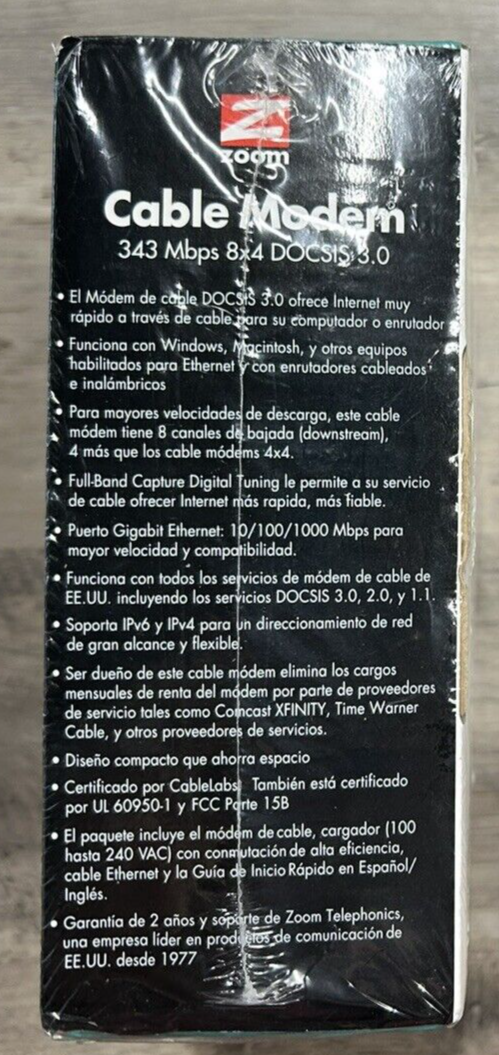 Z
zoom
Cable Modem
343 Mbps 8x4 DOCSIS 3.0
• El Módem de cable DOCSIS 3.0 ofrece Internet muy
rápido a través de cable para su computador o enrutador
• Funciona con Windows, Macintosh, y otros equipos
habilitados para Ethernet y con enrutadores cableados
e inalámbricos
• Para mayores velocidades de descarga, este cable
módem tiene 8 canales de bajada (downstream),
4 más que los cable módems 4x4.
• Full-Band Capture Digital Tuning le permite a su servicio
de cable ofrecer Internet más rapida, más fiable.
• Puerto Gigabit Ethernet: 10/100/1000 Mbps para
mayor velocidad y compatibilidad.
• Funciona con todos los servicios de módem de cable de
EE.UU. incluyendo los servicios DOCSIS 3.0, 2.0, y 1.1.
• Soporta IPv6 y IPv4 para un direccionamiento de red
de gran alcance y flexible.
• Ser dueño de este cable módem elimina los cargos
mensuales de renta del módem por parte de proveedores
de servicio tales como Comcast XFINITY, Time Warner
Cable, y otros proveedores de servicios.
• Diseño compacto que ahorra espacio
• Certificado por CableLabs. También está certificado
por UL 60950-1 y FCC Parte 15B
• El paquete incluye el módem de cable, cargador (100
hasta 240 VAC) con conmutación de alta eficiencia,
cable Ethernet y la Guía de Inicio Rápido en Español/
Inglés.
• Garantía de 2 años y soporte de Zoom Telephonics,
una empresa líder en productos de comunicación de
EE.UU. desde 1977